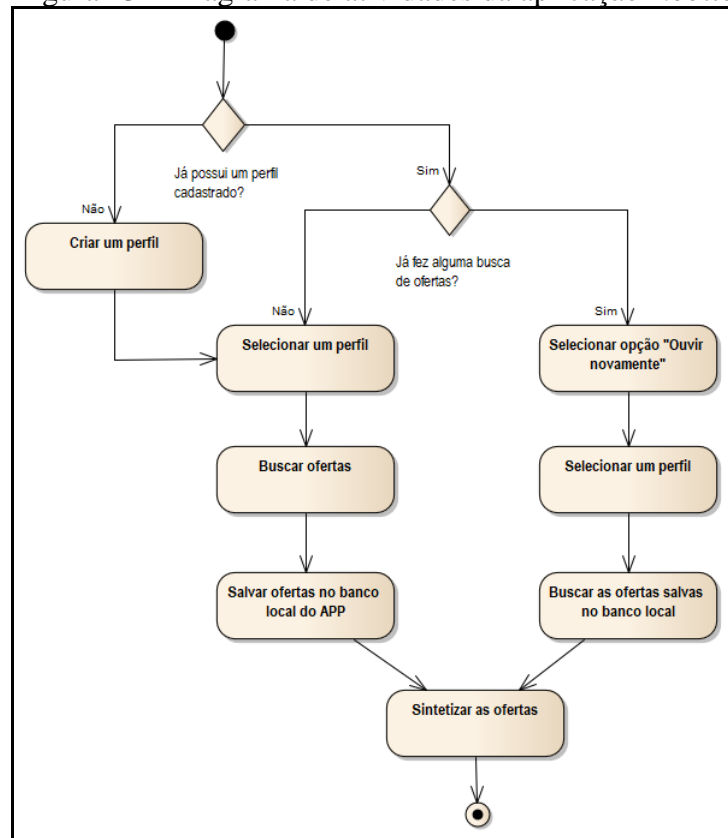 Já possui um perfil
cadastrado?
Sim
Não
Criar um perfil
Já fez alguma busca
de ofertas?
Não
Sim
Selecionar um perfil
Selecionar opção "Ouvir
novamente"
Buscar ofertas
Selecionar um perfil
Salvar ofertas no banco
local do APP
Buscar as ofertas salvas
no banco local
Sintetizar as ofertas